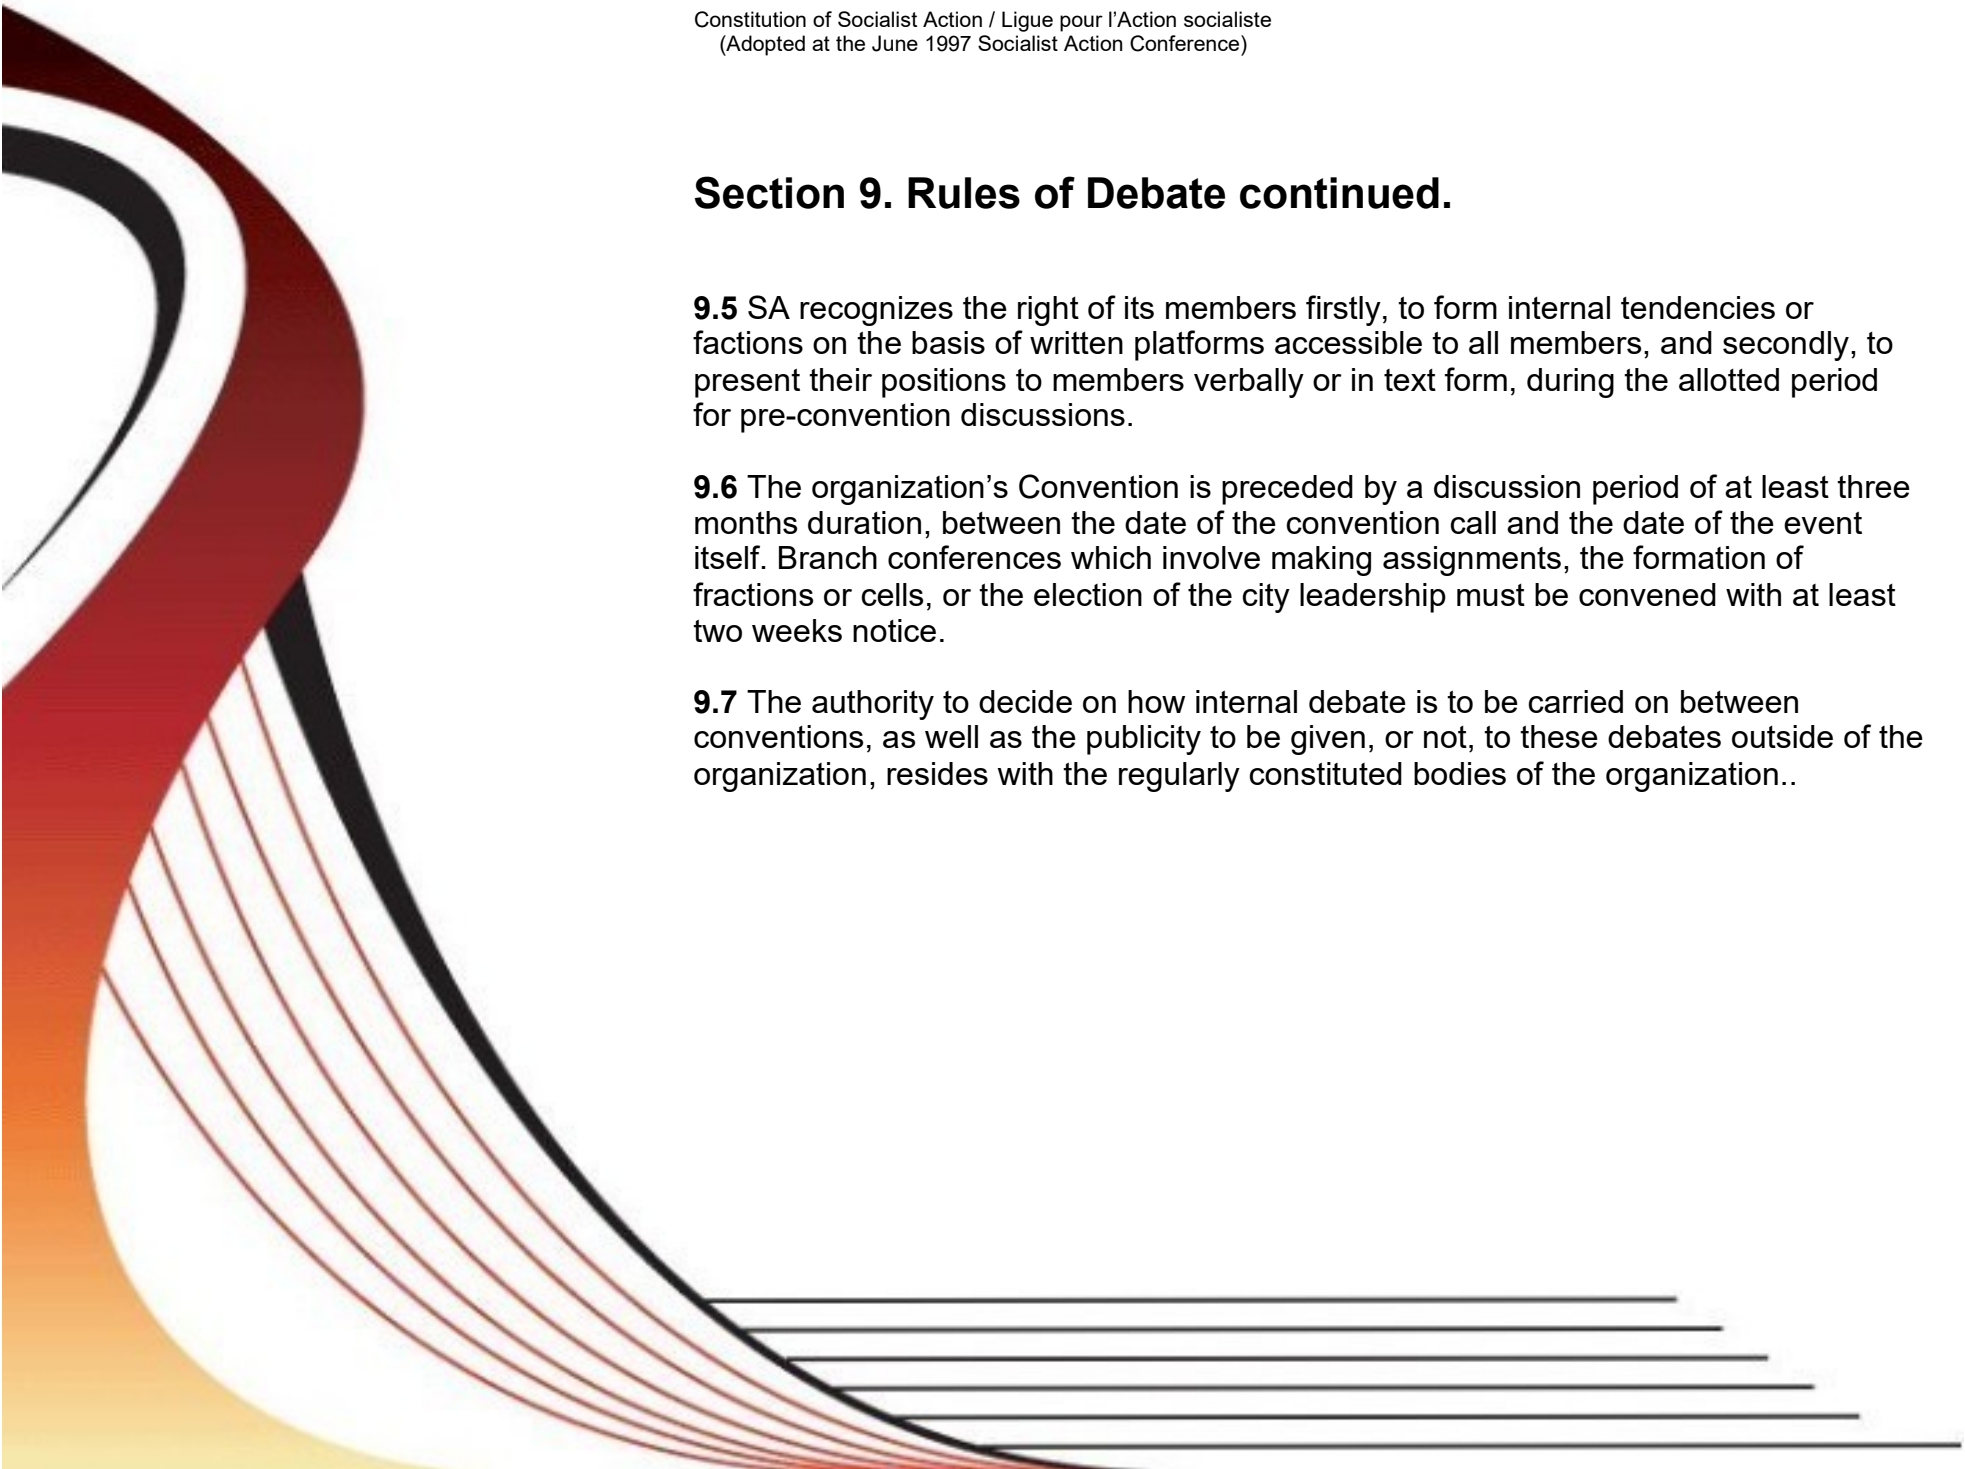 Constitution of Socialist Action / Ligue pour l’Action socialiste
(Adopted at the June 1997 Socialist Action Conference)
Section 9. Rules of Debate continued.
9.5 SA recognizes the right of its members firstly, to form internal tendencies or
factions on the basis of written platforms accessible to all members, and secondly, to
present their positions to members verbally or in text form, during the allotted period
for pre-convention discussions.
9.6 The organization’s Convention is preceded by a discussion period of at least three
months duration, between the date of the convention call and the date of the event
itself. Branch conferences which involve making assignments, the formation of
fractions or cells, or the election of the city leadership must be convened with at least
two weeks notice.
9.7 The authority to decide on how internal debate is to be carried on between
conventions, as well as the publicity to be given, or not, to these debates outside of the
organization, resides with the regularly constituted bodies of the organization..